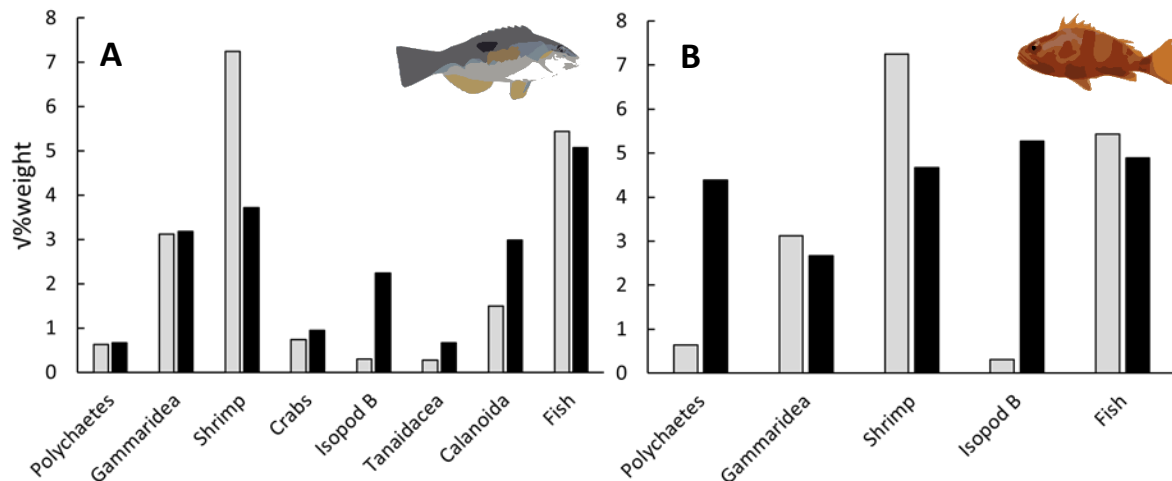 A
√%weight
8
7
6
5
4
3
2
1
0
Polychaetes
Gammaridea
Shrimp
Crabs
Isopod B
Tanaidacea
Calanoida
Fish
B
8
7
6
5
4
3
2
1
0
Polychaetes
Gammaridea
Shrimp
Isopod B
Fish